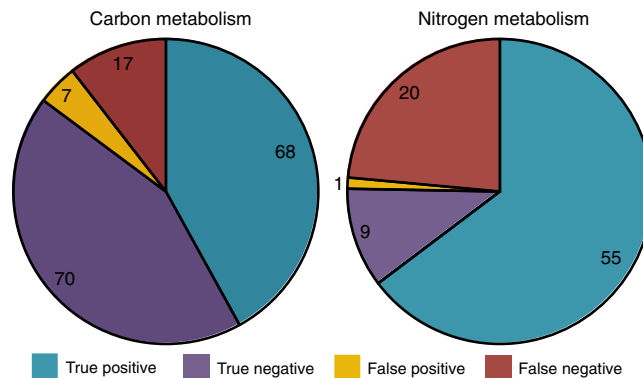 Carbon metabolism
Nitrogen metabolism
17
7
68
70
20
1
9
55
True positive
True negative
False positive
False negative